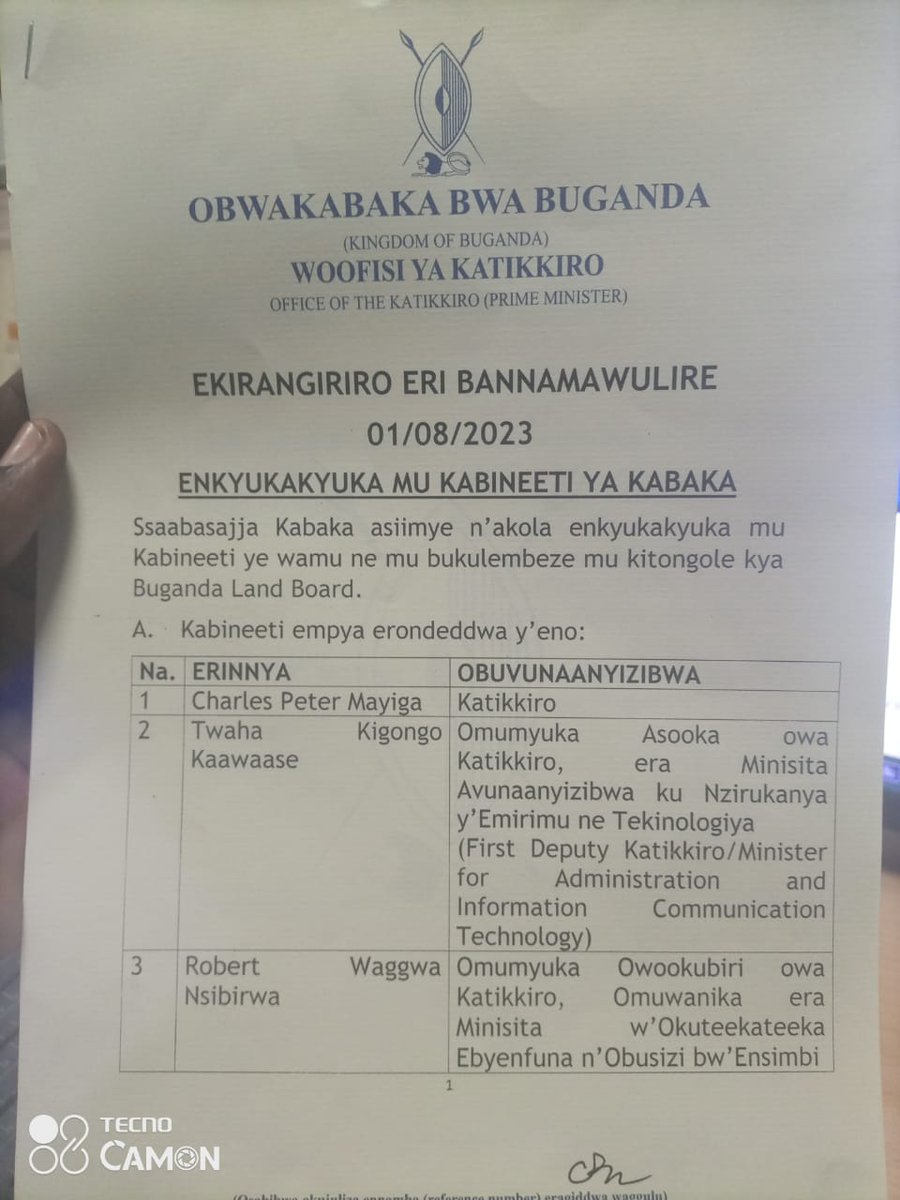 OBWAKABAKA BWA BUGANDA
(KINGDOM OF BUGANDA)
WOOFISI YA KATIKKIRO
OFFICE OF THE KATIKKIRO (PRIME MINISTER)
EKIRANGIRIRO ERI BANNAMAWULIRE
01/08/2023
ENKYUKAKYUKA MU KABINEETI YA KABAKA
Ssaabasajja Kabaka asiimye n'akola enkyukakyuka mu
Kabineeti ye wamu ne mu bukulembeze mu kitongole kya
Buganda Land Board.
A. Kabineeti empya erondeddwa y'eno:
Na. ERINNYA OBUVUNAANYIZIBWA
1 Charles Peter Mayiga Katikkiro
2 Twaha Kigongo Omumyuka Asooka owa
Kaawaase Katikkiro, era Minisita
Avunaanyizibwa ku Nzirukanya
y'Emirimu ne Tekinologiya
(First Deputy Katikkiro/Minister
for Administration and
Information Communication
Technology)
3 Robert Waggwa Omumyuka Owookubiri owa
Nsibirwa Katikkiro, Omuwanika era
Minisita w'Okuteekateeka
Ebyenfuna n'Obusizi bw'Ensimbi
1
(reference number) eragiddwa waggulu)
TECNO
CAMON